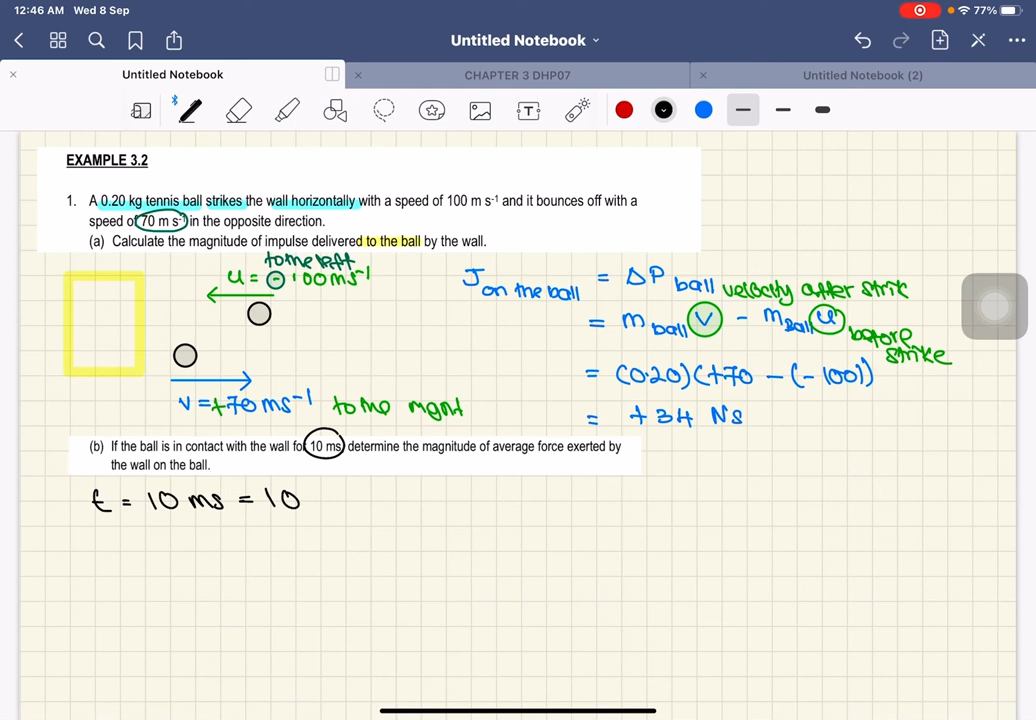 12:46 AM Wed 8 Sep
77%
Untitled Notebook
Untitled Notebook
CHAPTER 3 DHP07
Untitled Notebook (2)
EXAMPLE 3.2
1. A 0.20 kg tennis ball strikes the wall horizontally with a speed of 100 m s⁻¹ and it bounces off with a
speed of 70 m s⁻¹ in the opposite direction.
(a) Calculate the magnitude of impulse delivered to the ball by the wall.
to the left
u = - 100 ms⁻¹
v = +70 ms⁻¹ to the right
J on the ball = ΔP ball
velocity after strik
= m ball v - m Ball u
before
strike
= (0.20)(+70 - (-100))
= +34 Ns
(b) If the ball is in contact with the wall for 10 ms, determine the magnitude of average force exerted by
the wall on the ball.
t = 10 ms = 10